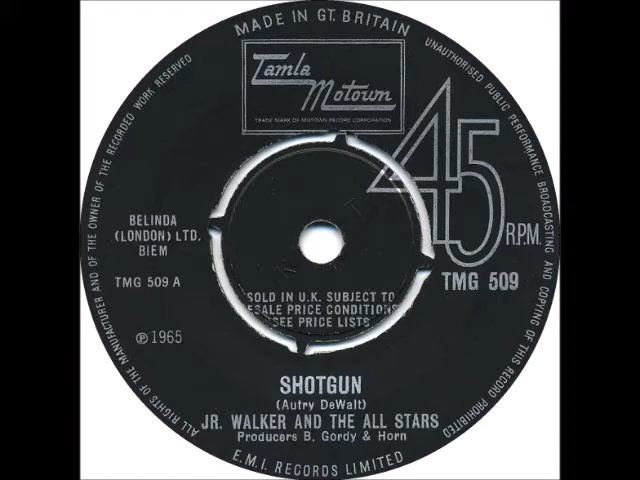 MADE IN GT. BRITAIN
Tamla
Motown
TRADE MARK OF MOTOWN RECORD CORPORATION
45
R.P.M.
BELINDA
(LONDON) LTD.
BIEM
TMG 509 A
TMG 509
SOLD IN U.K. SUBJECT TO
RESALE PRICE CONDITIONS
SEE PRICE LISTS
℗ 1965
SHOTGUN
(Autry DeWalt)
JR. WALKER AND THE ALL STARS
Producers B. Gordy & Horn
E.M.I. RECORDS LIMITED
ALL RIGHTS OF THE MANUFACTURER AND OF THE OWNER OF THE RECORDED WORK RESERVED
UNAUTHORISED PUBLIC PERFORMANCE BROADCASTING AND COPYING OF THIS RECORD PROHIBITED